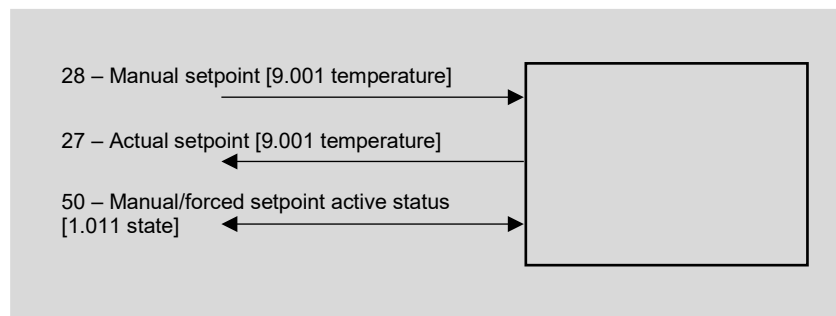 28 – Manual setpoint [9.001 temperature]
27 – Actual setpoint [9.001 temperature]
50 – Manual/forced setpoint active status
[1.011 state]